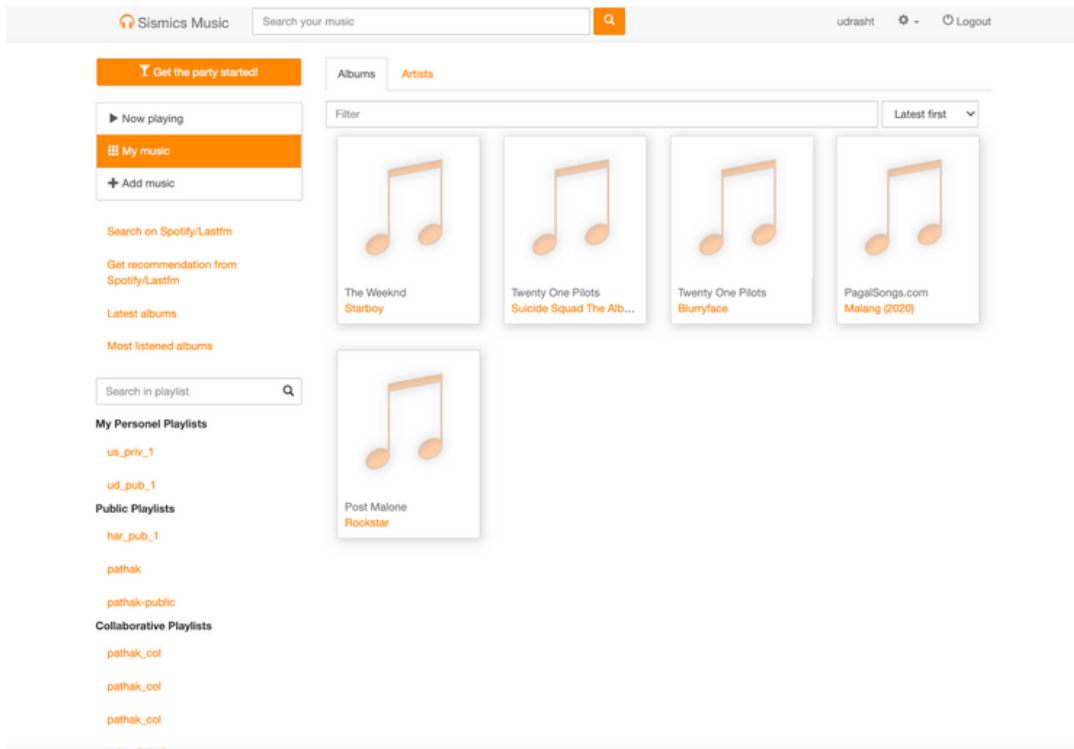 Sismics Music
Search your music
udrasht
Logout
Get the party started!
Now playing
My music
Add music
Search on Spotify/Lastfm
Get recommendation from
Spotify/Lastfm
Latest albums
Most listened albums
Search in playlist
My Personel Playlists
us_priv_1
ud_pub_1
Public Playlists
har_pub_1
pathak
pathak-public
Collaborative Playlists
pathak_col
pathak_col
pathak_col
Albums
Artists
Filter
Latest first
The Weeknd
Starboy
Twenty One Pilots
Suicide Squad The Alb...
Twenty One Pilots
Blurryface
PagalSongs.com
Malang (2020)
Post Malone
Rockstar